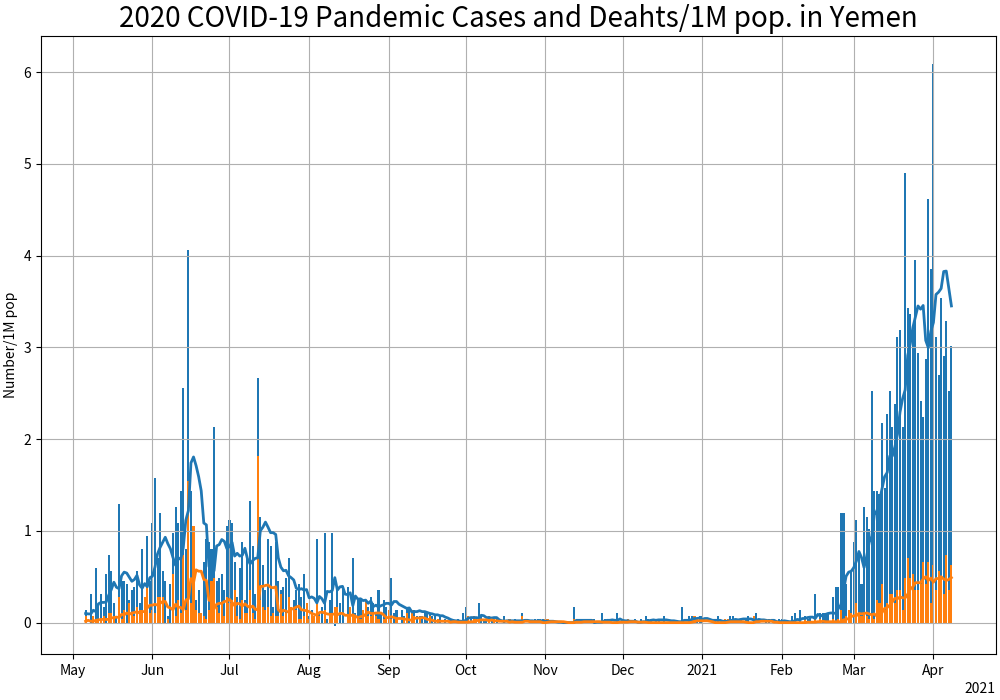 2020 COVID-19 Pandemic Cases and Deahts/1M pop. in Yemen
Number/1M pop
6
5
4
3
2
1
0
May Jun Jul Aug Sep Oct Nov Dec 2021 Feb Mar Apr
2021